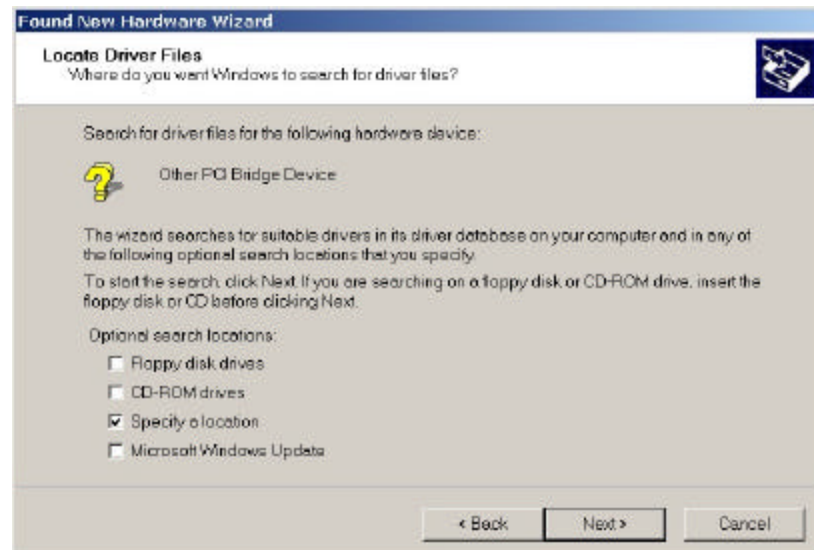 Found New Hardware Wizard
Locate Driver Files
Where do you want Windows to search for driver files?
Search for driver files for the following hardware device:
Other PCI Bridge Device
The wizard searches for suitable drivers in its driver database on your computer and in any of
the following optional search locations that you specify.
To start the search, click Next. If you are searching on a floppy disk or CD-ROM drive, insert the
floppy disk or CD before clicking Next.
Optional search locations:
Floppy disk drives
CD-ROM drives
Specify a location
Microsoft Windows Update
< Back Next > Cancel